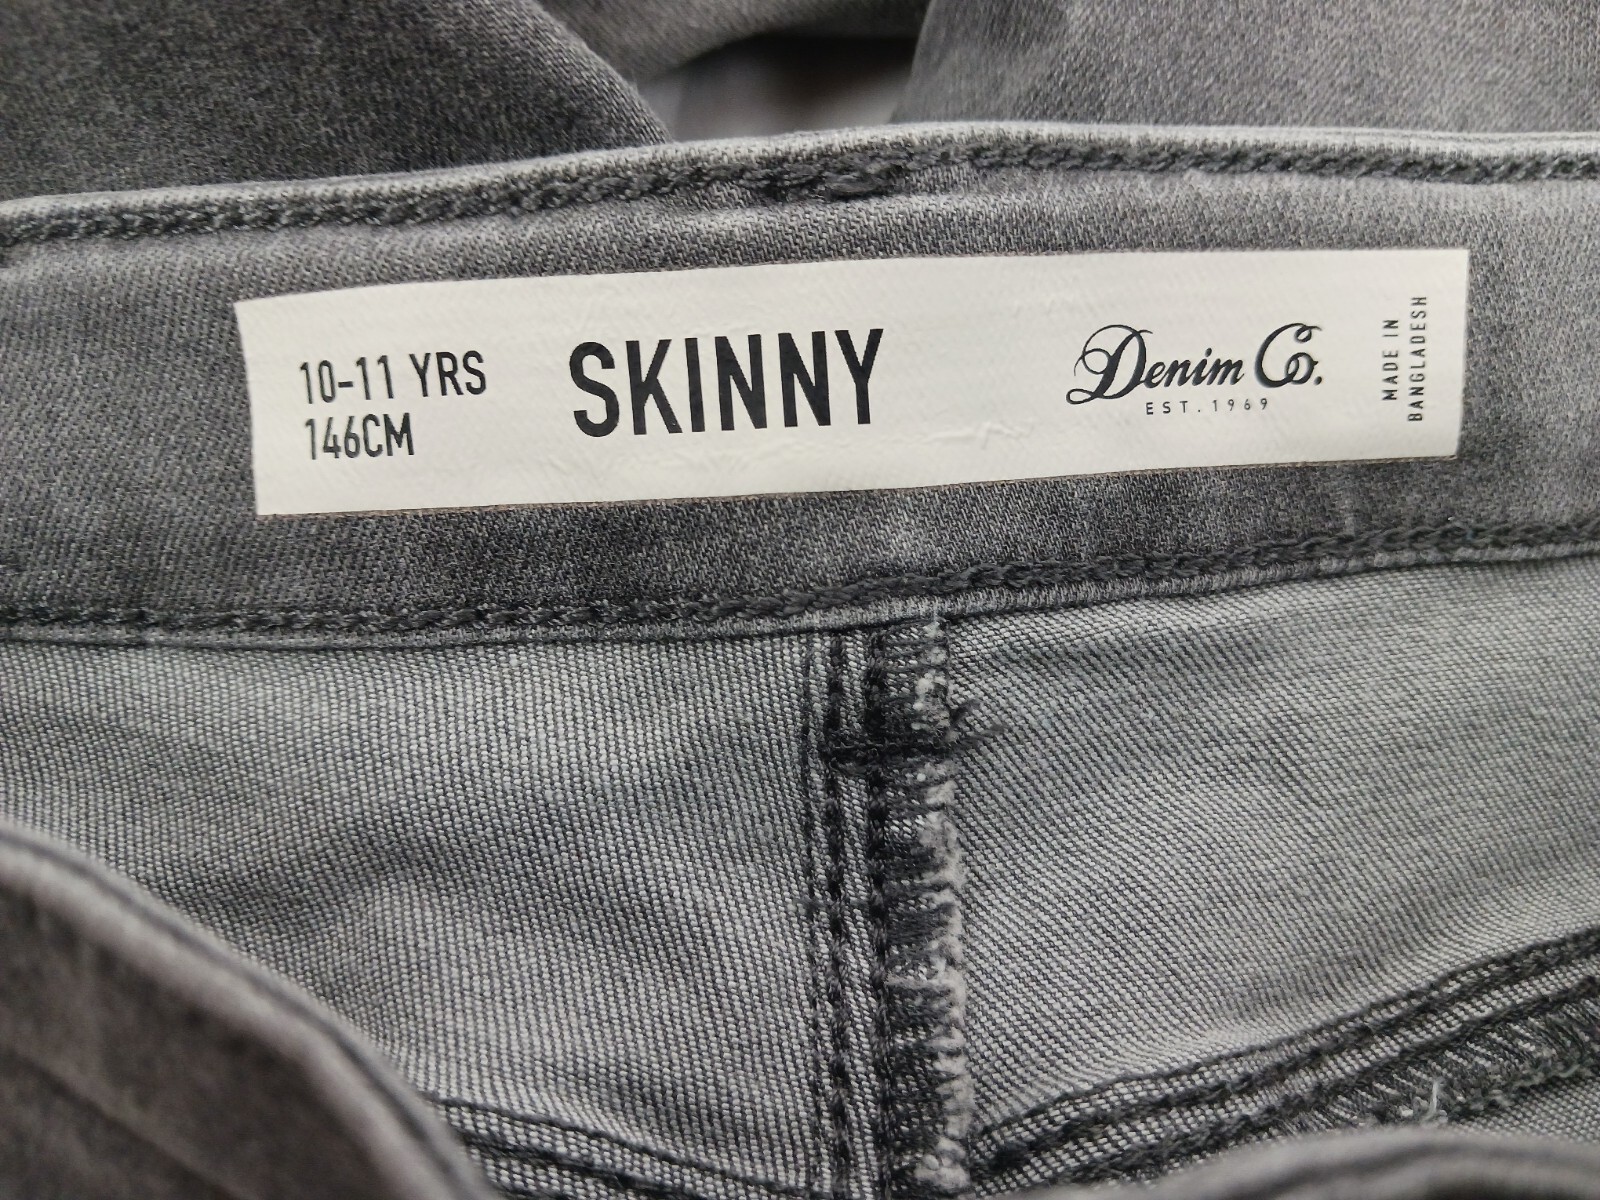 10-11 YRS
146CM
SKINNY
Denim Co.
EST. 1969
MADE IN
BANGLADESH